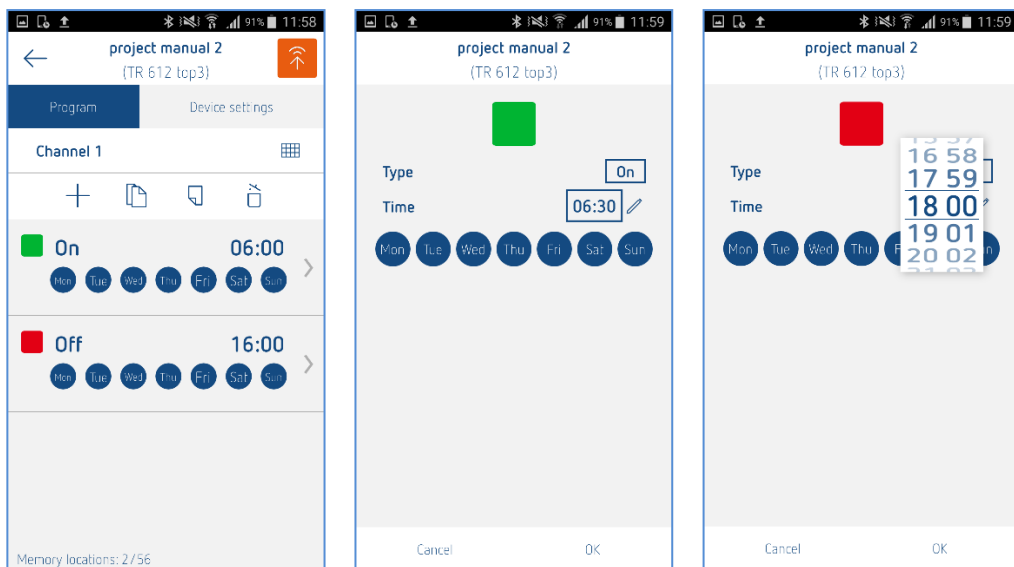 91% 11:58
project manual 2
(TR 612 top3)
Program Device settings
Channel 1
On 06:00
Mon Tue Wed Thu Fri Sat Sun
Off 16:00
Mon Tue Wed Thu Fri Sat Sun
Memory locations: 2/56
91% 11:59
project manual 2
(TR 612 top3)
Type On
Time 06:30
Mon Tue Wed Thu Fri Sat Sun
Cancel OK
91% 11:59
project manual 2
(TR 612 top3)
16 58
Type 17 59
Time 18 00
19 01
Mon Tue Wed Thu
20 02
Cancel OK